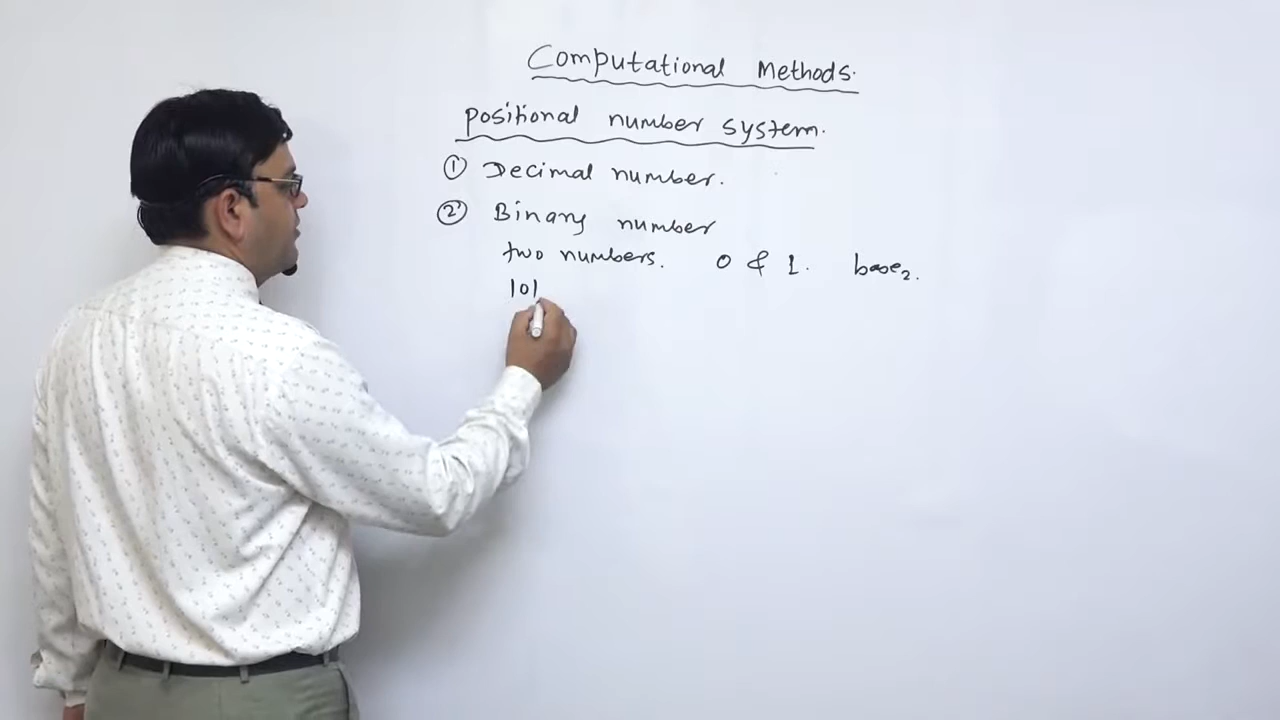 Computational Methods.
positional number system.
① Decimal number.
② Binary number
two numbers. 0 & 1. base₂.
101